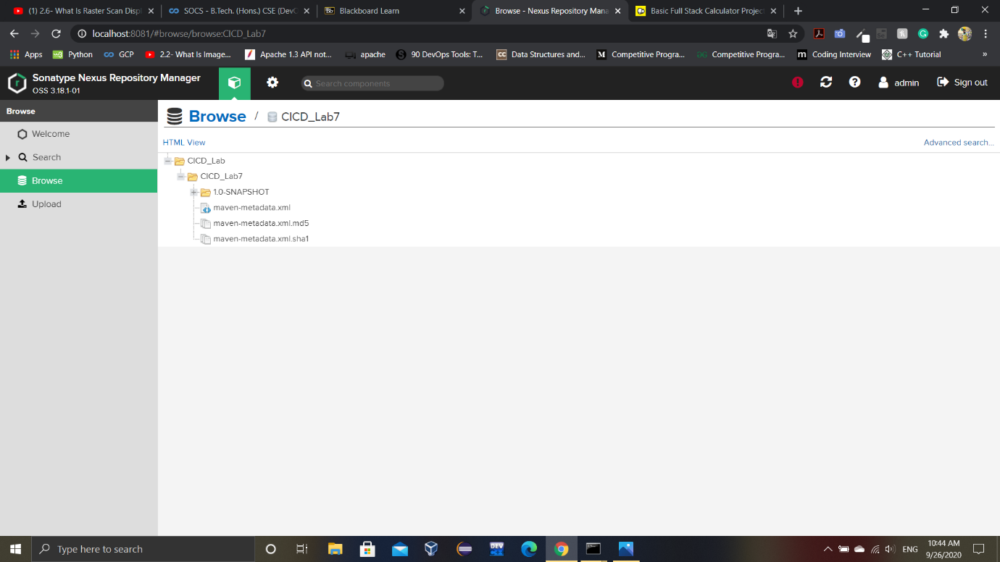 (1) 2.6- What Is Raster Scan Disp
SOCS - B.Tech. (Hons.) CSE (DevO
Bb
Blackboard Learn
Browse - Nexus Repository Mana
Basic Full Stack Calculator Project
localhost:8081/#browse/browse:CICD_Lab7
Apps
Python
GCP
2.2- What Is Image...
Apache 1.3 API not...
apache
90 DevOps Tools: T...
CC
Data Structures and...
M
Competitive Progra...
Competitive Progra...
m
Coding Interview
C++ Tutorial
»
Sonatype Nexus Repository Manager
OSS 3.18.1-01
Search components
admin
Sign out
Browse
Browse / CICD_Lab7
Welcome
HTML View
Advanced search...
Search
CICD_Lab
CICD_Lab7
Browse
1.0-SNAPSHOT
Upload
maven-metadata.xml
maven-metadata.xml.md5
maven-metadata.xml.sha1
Type here to search
DEV
ENG
10:44 AM
9/26/2020